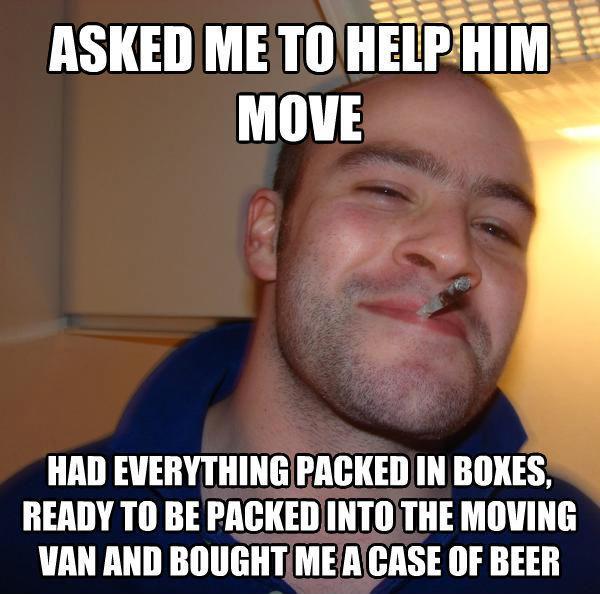 ASKED ME TO HELP HIM
MOVE
HAD EVERYTHING PACKED IN BOXES,
READY TO BE PACKED INTO THE MOVING
VAN AND BOUGHT ME A CASE OF BEER